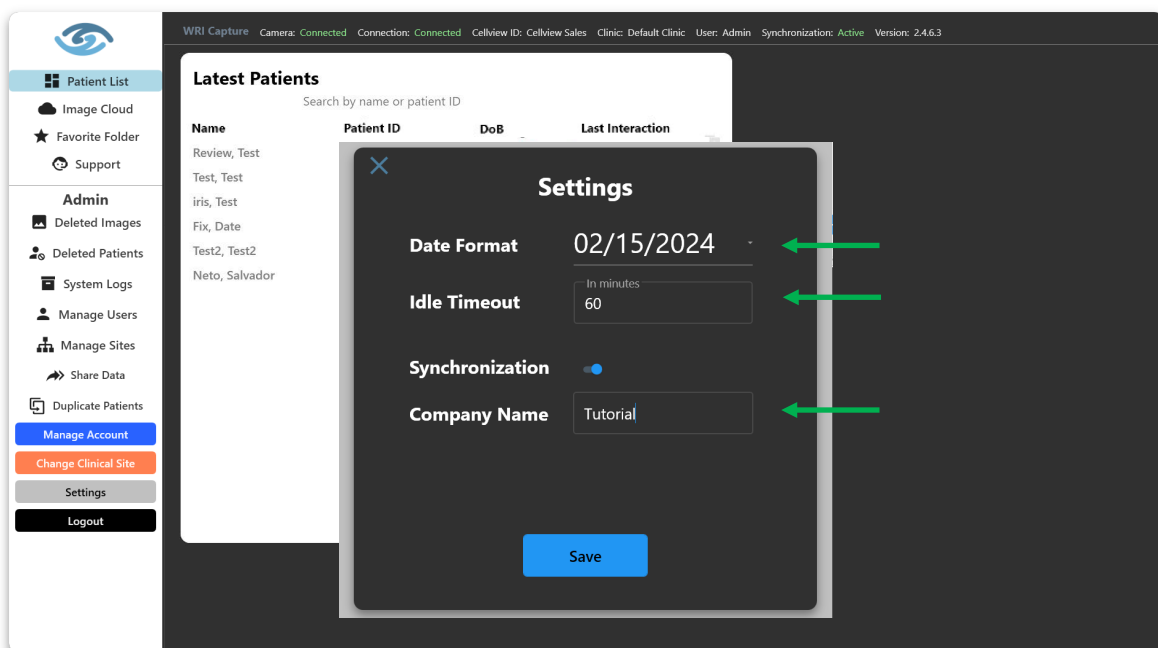 WRI Capture Camera: Connected Connection: Connected Cellview ID: Cellview Sales Clinic: Default Clinic User: Admin Synchronization: Active Version: 2.4.6.3
Patient List
Image Cloud
Favorite Folder
Support
Admin
Deleted Images
Deleted Patients
System Logs
Manage Users
Manage Sites
Share Data
Duplicate Patients
Manage Account
Change Clinical Site
Settings
Logout
Latest Patients
Search by name or patient ID
Name Patient ID DoB Last Interaction
Review, Test
Test, Test
iris, Test
Fix, Date
Test2, Test2
Neto, Salvador
Settings
Date Format 02/15/2024
In minutes
Idle Timeout 60
Synchronization
Company Name Tutorial
Save